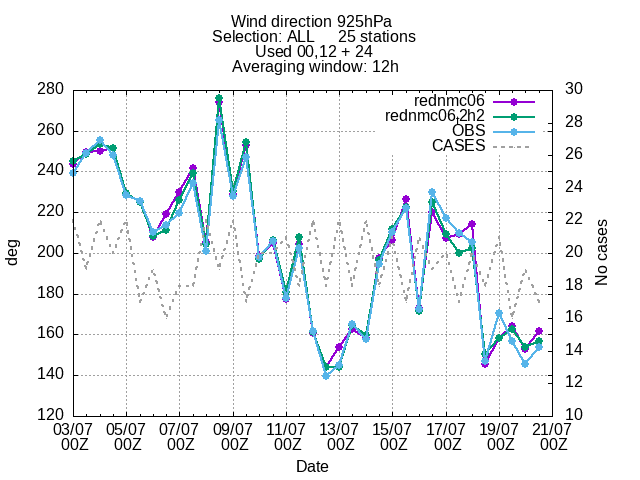 Wind direction 925hPa
Selection: ALL 25 stations
Used 00,12 + 24
Averaging window: 12h
280 30
rednmc06
rednmc06,2h2
OBS
CASES
260 28
240 26
220 24
200 22
180 20
160 18
140 16
120 14
12
10
deg
No cases
03/07 05/07 07/07 09/07 11/07 13/07 15/07 17/07 19/07 21/07
00Z 00Z 00Z 00Z 00Z 00Z 00Z 00Z 00Z 00Z
Date